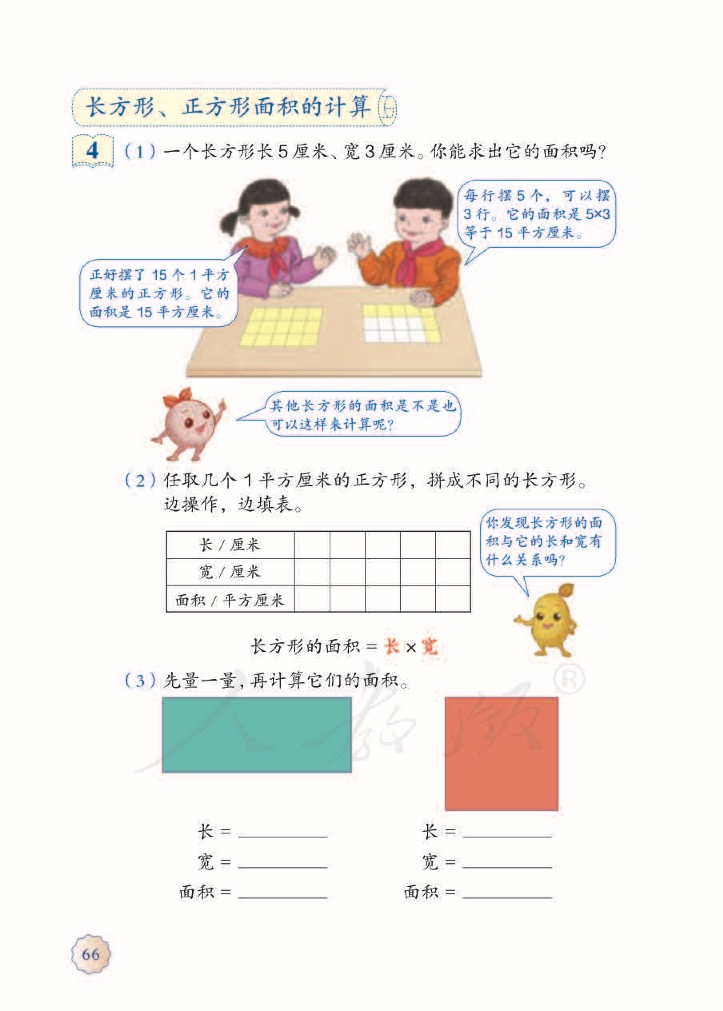 长方形、正方形面积的计算
4 （1）一个长方形长5厘米、宽3厘米。你能求出它的面积吗？
每行摆5个，可以摆
3行。它的面积是5×3
等于15平方厘米。
正好摆了15个1平方
厘米的正方形。它的
面积是15平方厘米。
其他长方形的面积是不是也
可以这样来计算呢？
（2）任取几个1平方厘米的正方形，拼成不同的长方形。
边操作，边填表。
你发现长方形的面
积与它的长和宽有
什么关系吗？
长/厘米
宽/厘米
面积/平方厘米
长方形的面积=长×宽
（3）先量一量，再计算它们的面积。
人教版®
长=
长=
宽=
宽=
面积=
面积=
66